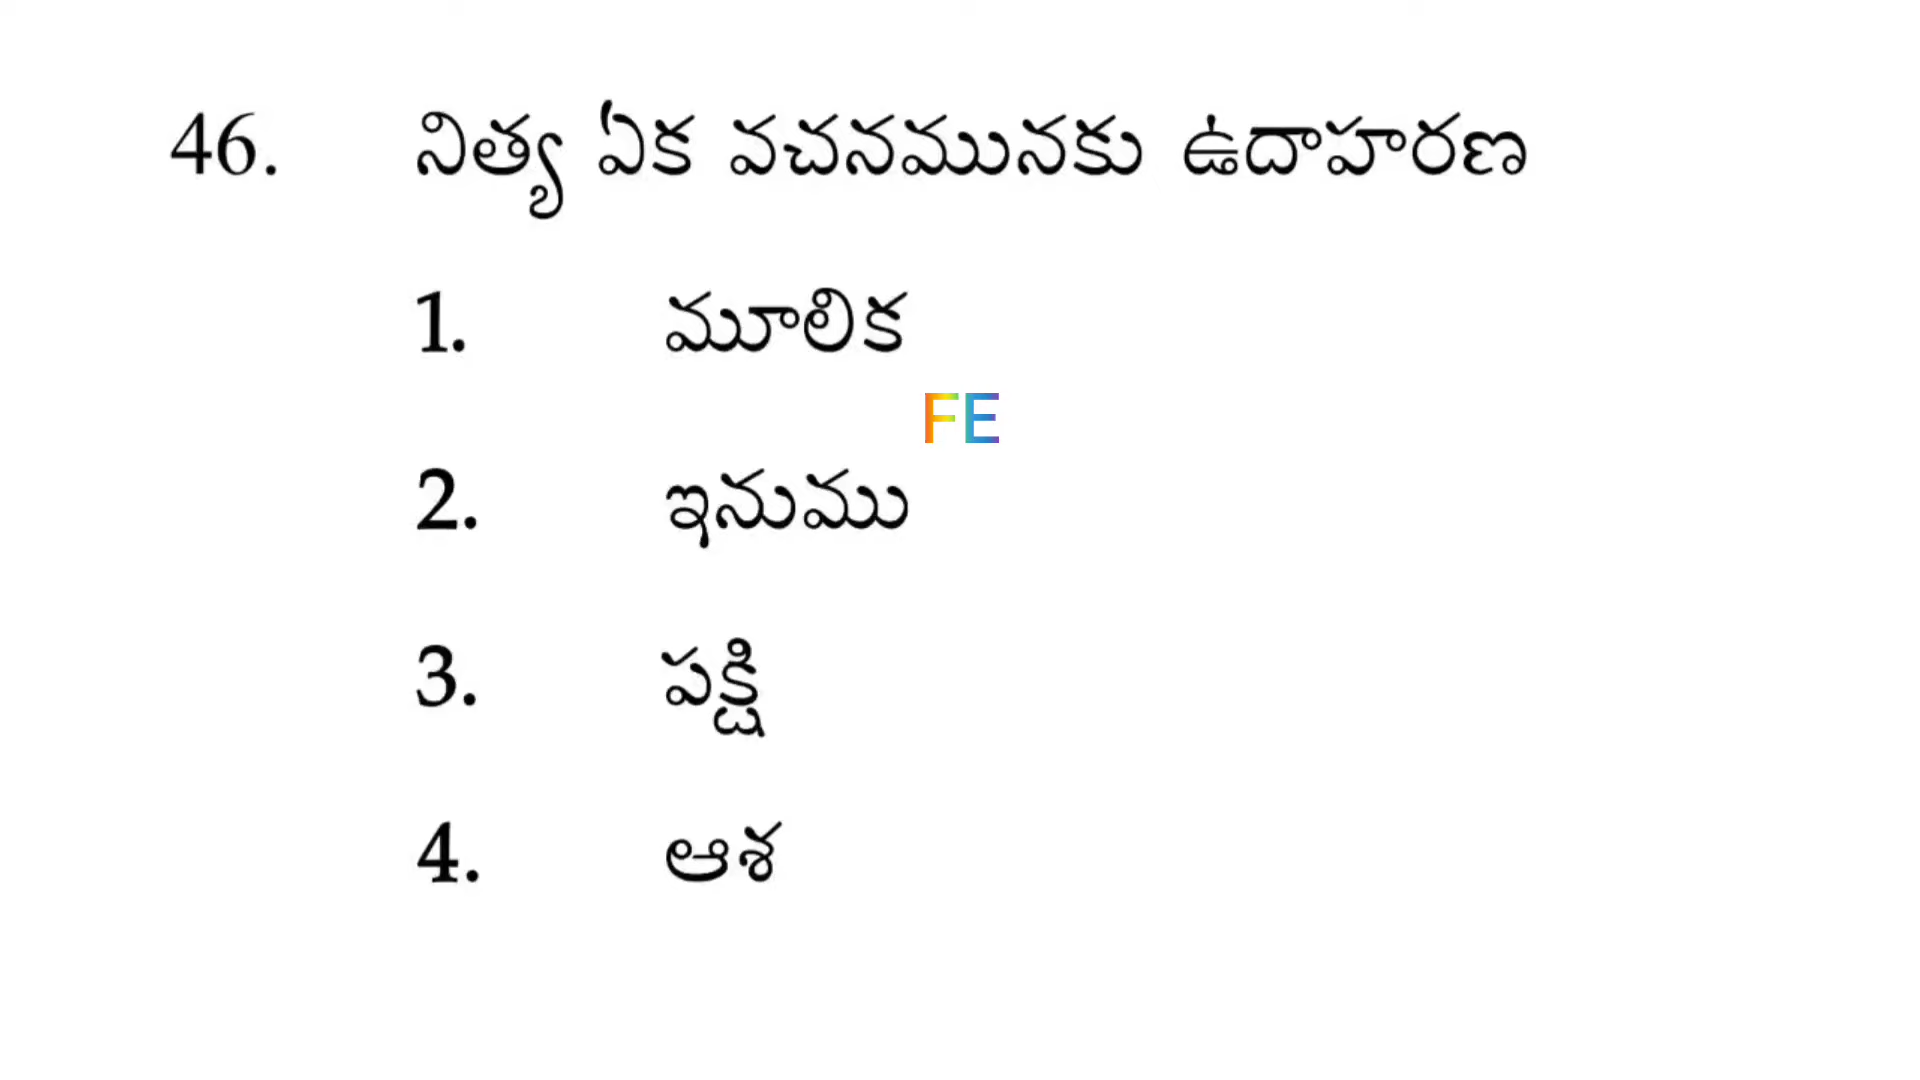 46. నిత్య ఏక వచనమునకు ఉదాహరణ
1. మూలిక
FE
2. ఇనుము
3. పక్షి
4. ఆశ